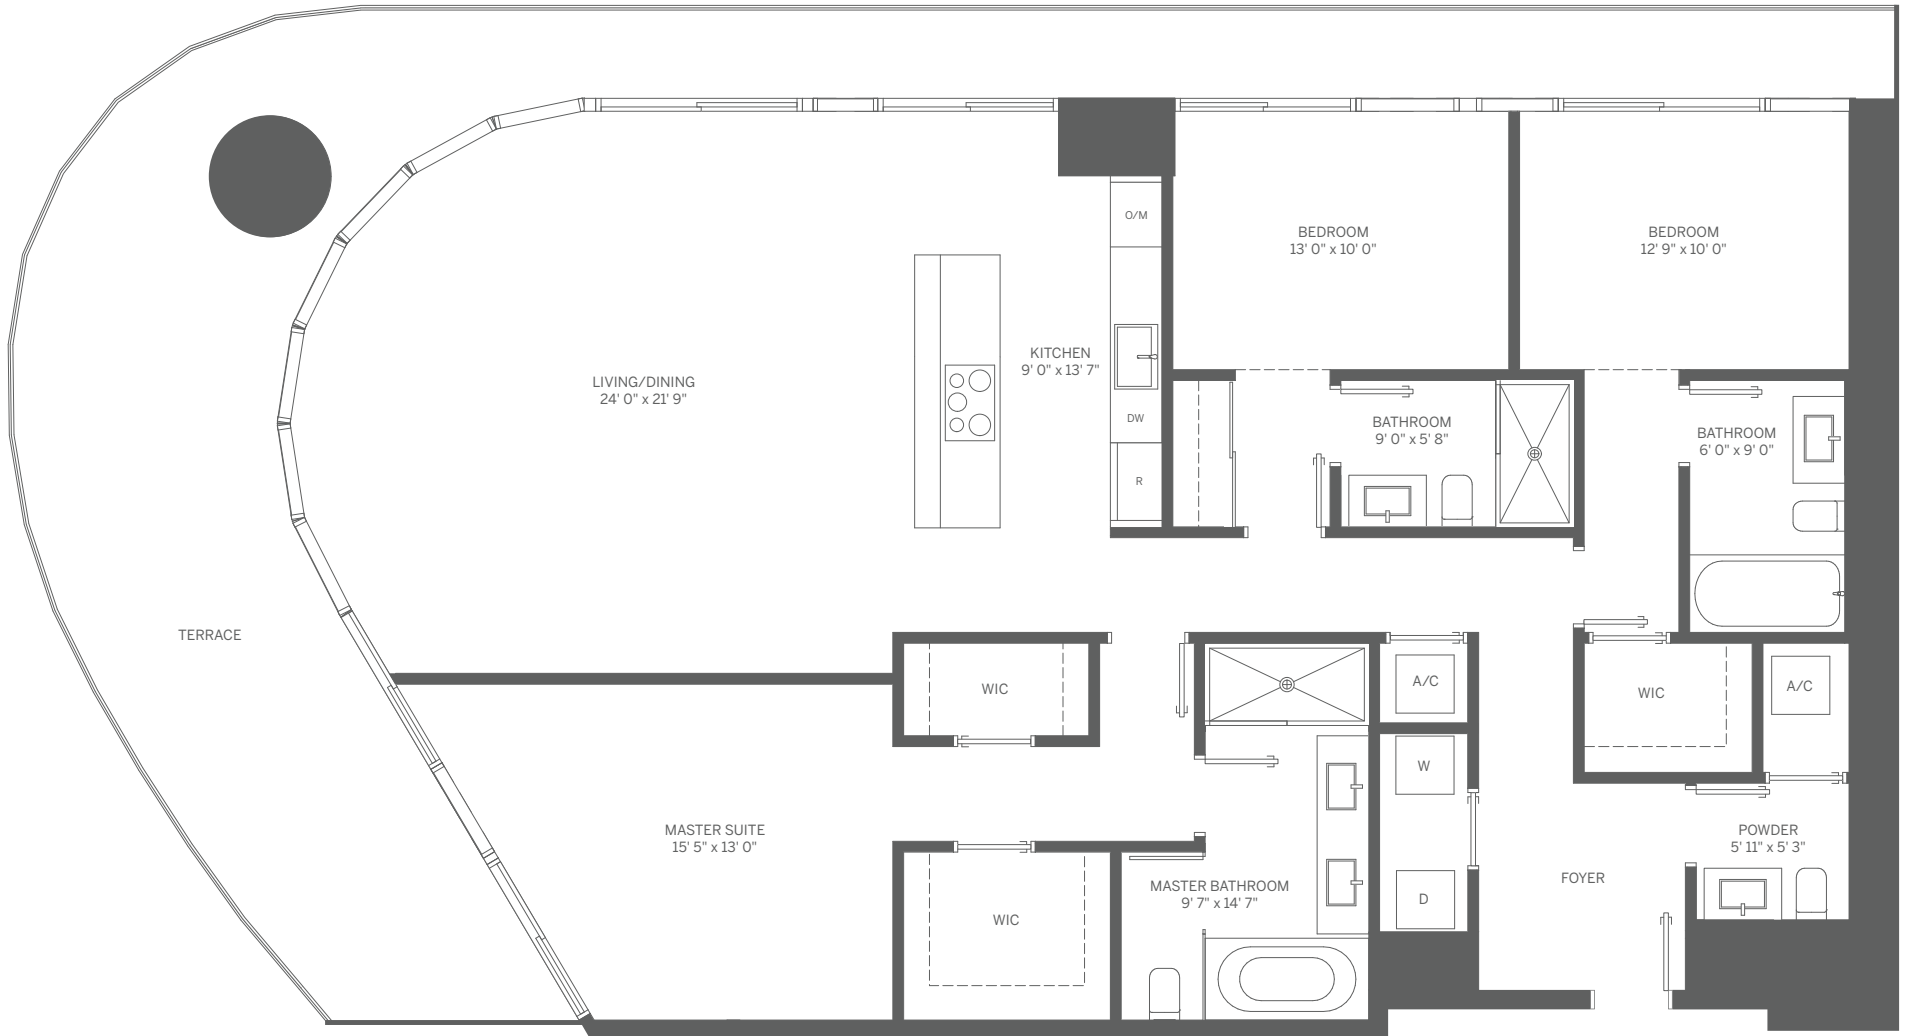 O/M
BEDROOM
13' 0" x 10' 0"
BEDROOM
12' 9" x 10' 0"
KITCHEN
9' 0" x 13' 7"
LIVING/DINING
24' 0" x 21' 9"
DW
R
BATHROOM
9' 0" x 5' 8"
BATHROOM
6' 0" x 9' 0"
TERRACE
WIC
A/C
WIC
A/C
W
MASTER SUITE
15' 5" x 13' 0"
POWDER
5' 11" x 5' 3"
FOYER
MASTER BATHROOM
9' 7" x 14' 7"
D
WIC